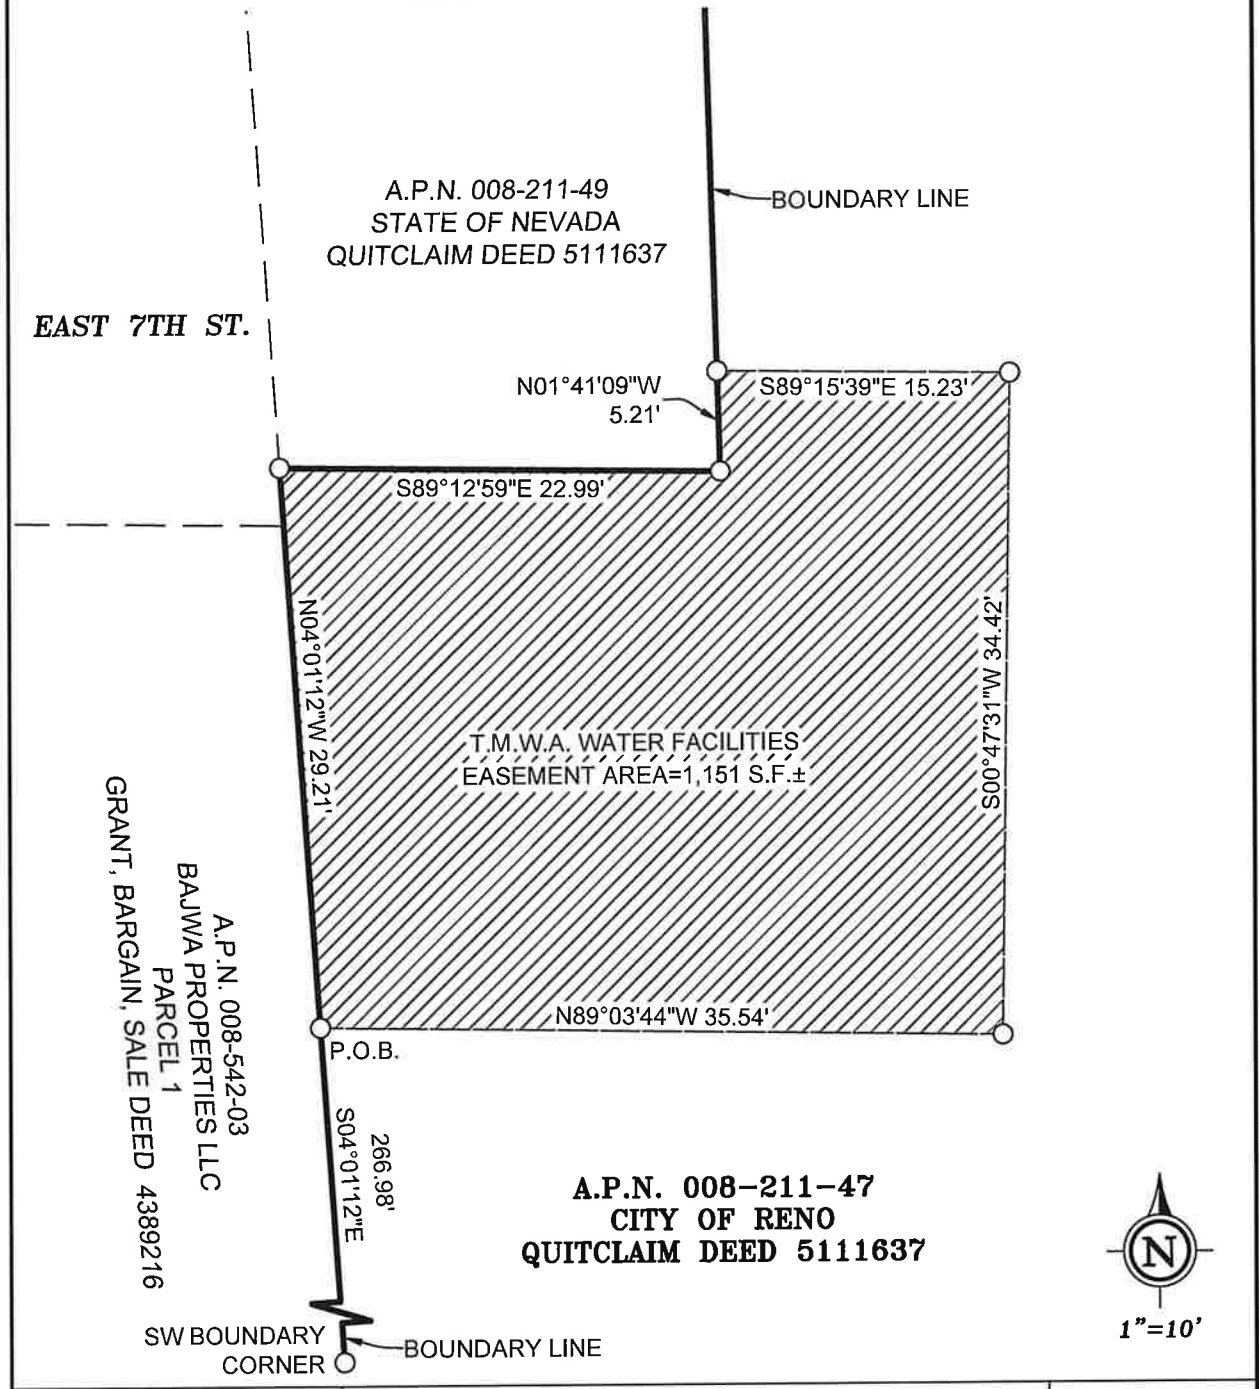 A.P.N. 008-211-49
STATE OF NEVADA
QUITCLAIM DEED 5111637
BOUNDARY LINE
EAST 7TH ST.
N01°41'09"W
5.21'
S89°15'39"E 15.23'
S89°12'59"E 22.99'
N04°01'12"W 29.21'
S00°47'31"W 34.42'
T.M.W.A. WATER FACILITIES
EASEMENT AREA=1,151 S.F.±
A.P.N. 008-542-03
BAJWA PROPERTIES LLC
PARCEL 1
GRANT, BARGAIN, SALE DEED 4389216
N89°03'44"W 35.54'
P.O.B.
266.98'
S04°01'12"E
A.P.N. 008-211-47
CITY OF RENO
QUITCLAIM DEED 5111637
N
1"=10'
SW BOUNDARY
CORNER
BOUNDARY LINE